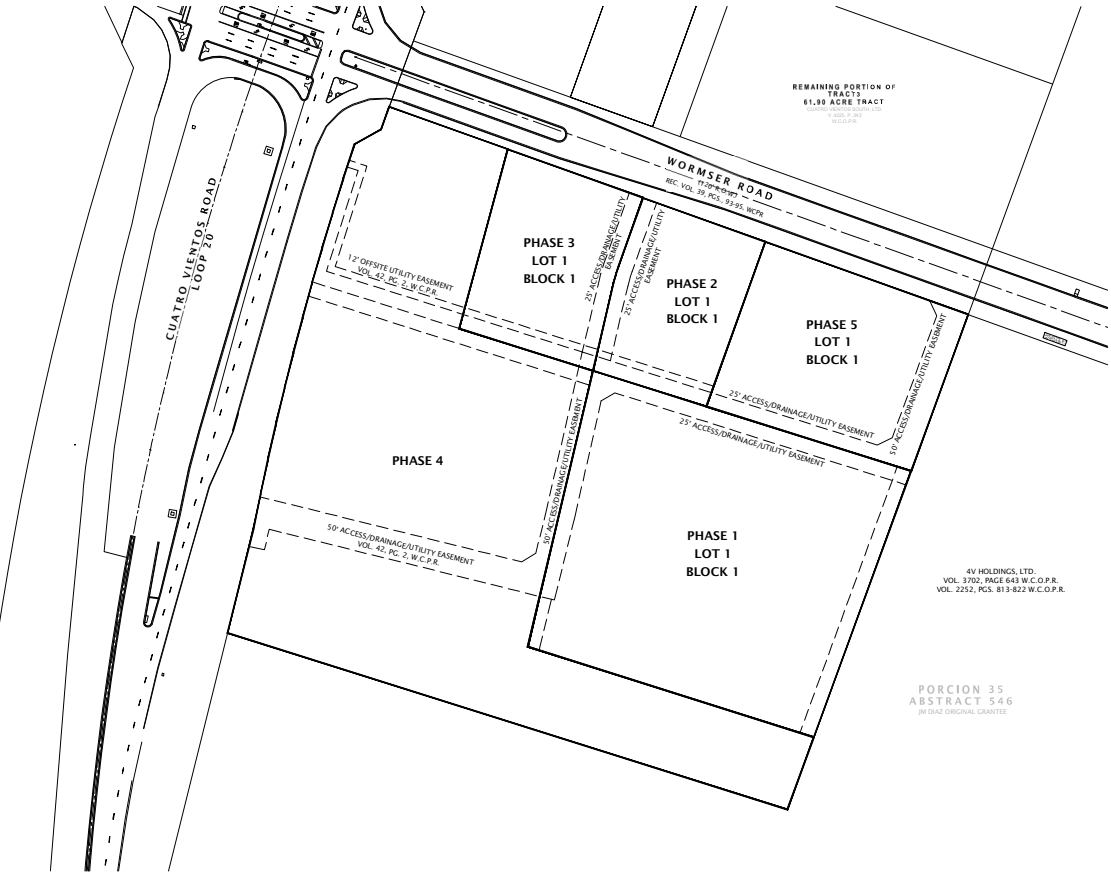 REMAINING PORTION OF
TRACT 3
61.90 ACRE TRACT
W.C.O.P.R.
WORMSER ROAD
(120' R.O.W.)
REC. VOL. 39, PGS., 93-95, WCPR
CUATRO VIENTOS ROAD
LOOP 20
12' OFFSITE UTILITY EASEMENT
VOL. 42, PG. 2, W.C.P.R.
PHASE 3
LOT 1
BLOCK 1
25' ACCESS/DRAINAGE/UTILITY
EASEMENT
25' ACCESS/DRAINAGE/UTILITY
EASEMENT
PHASE 2
LOT 1
BLOCK 1
PHASE 5
LOT 1
BLOCK 1
50' ACCESS/DRAINAGE/UTILITY EASEMENT
25' ACCESS/DRAINAGE/UTILITY EASEMENT
25' ACCESS/DRAINAGE/UTILITY EASEMENT
PHASE 4
50' ACCESS/DRAINAGE/UTILITY EASEMENT
50' ACCESS/DRAINAGE/UTILITY EASEMENT
VOL. 42, PG. 2, W.C.P.R.
PHASE 1
LOT 1
BLOCK 1
4V HOLDINGS, LTD.
VOL. 3702, PAGE 643 W.C.O.P.R.
VOL. 2252, PGS. 813-822 W.C.O.P.R.
PORCION 35
ABSTRACT 546
JM DIAZ ORIGINAL GRANTEE